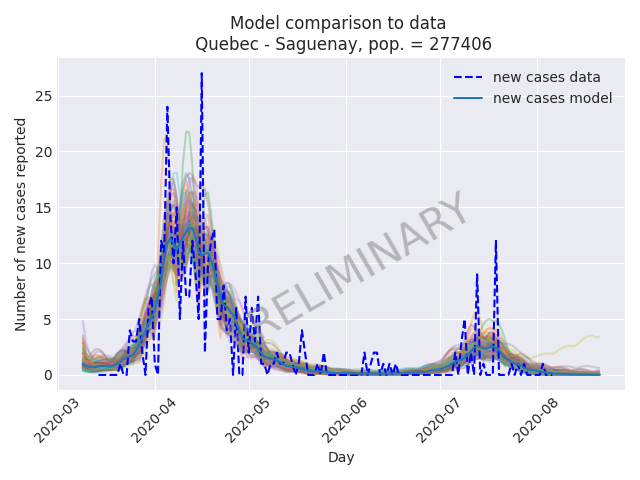 Model comparison to data
Quebec - Saguenay, pop. = 277406
new cases data
new cases model
Number of new cases reported
25
20
15
10
5
0
PRELIMINARY
2020-03
2020-04
2020-05
2020-06
2020-07
2020-08
Day